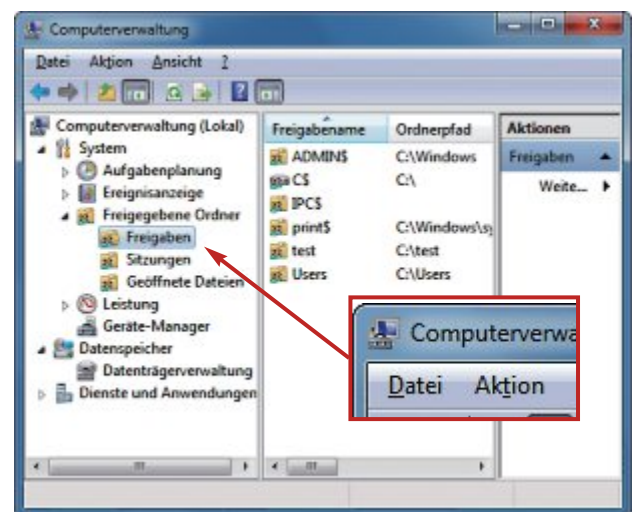 Computerverwaltung
Datei Aktion Ansicht ?
Computerverwaltung (Lokal)
System
Aufgabenplanung
Ereignisanzeige
Freigegebene Ordner
Freigaben
Sitzungen
Geöffnete Dateien
Leistung
Geräte-Manager
Datenspeicher
Datenträgerverwaltung
Dienste und Anwendungen
Freigabename Ordnerpfad
ADMIN$ C:\Windows
C$ C:\
IPC$
print$ C:\Windows\sy
test C:\test
Users C:\Users
Aktionen
Freigaben
Weite...
Computerverwa
Datei Aktion